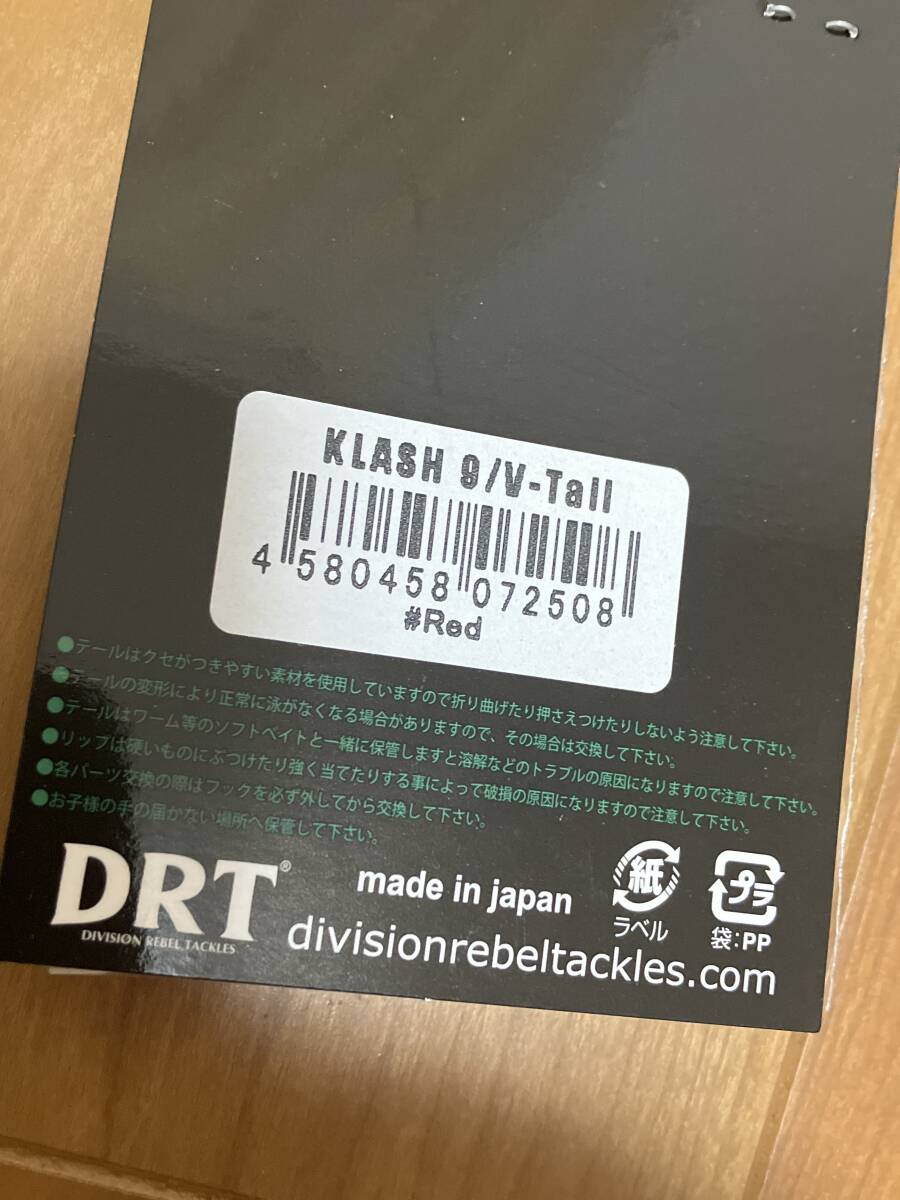 KLASH 9/V-Tail
4 580458 072508
#Red
●テールはクセがつきやすい素材を使用していますので折り曲げたり押さえつけたりしないよう注意して下さい。
●テールの変形により正常に泳がなくなる場合がありますので、その場合は交換して下さい。
●テールはワーム等のソフトベイトと一緒に保管しますと溶解などのトラブルの原因になりますので注意して下さい。
●リップは硬いものにぶつけたり強く当てたりする事によって破損の原因になりますので注意して下さい。
●各パーツ交換の際はフックを必ず外してから交換して下さい。
●お子様の手の届かない場所へ保管して下さい。
DRT®
DIVISION REBEL TACKLES
made in japan
divisionrebeltackles.com
紙
ラベル
プラ
袋:PP